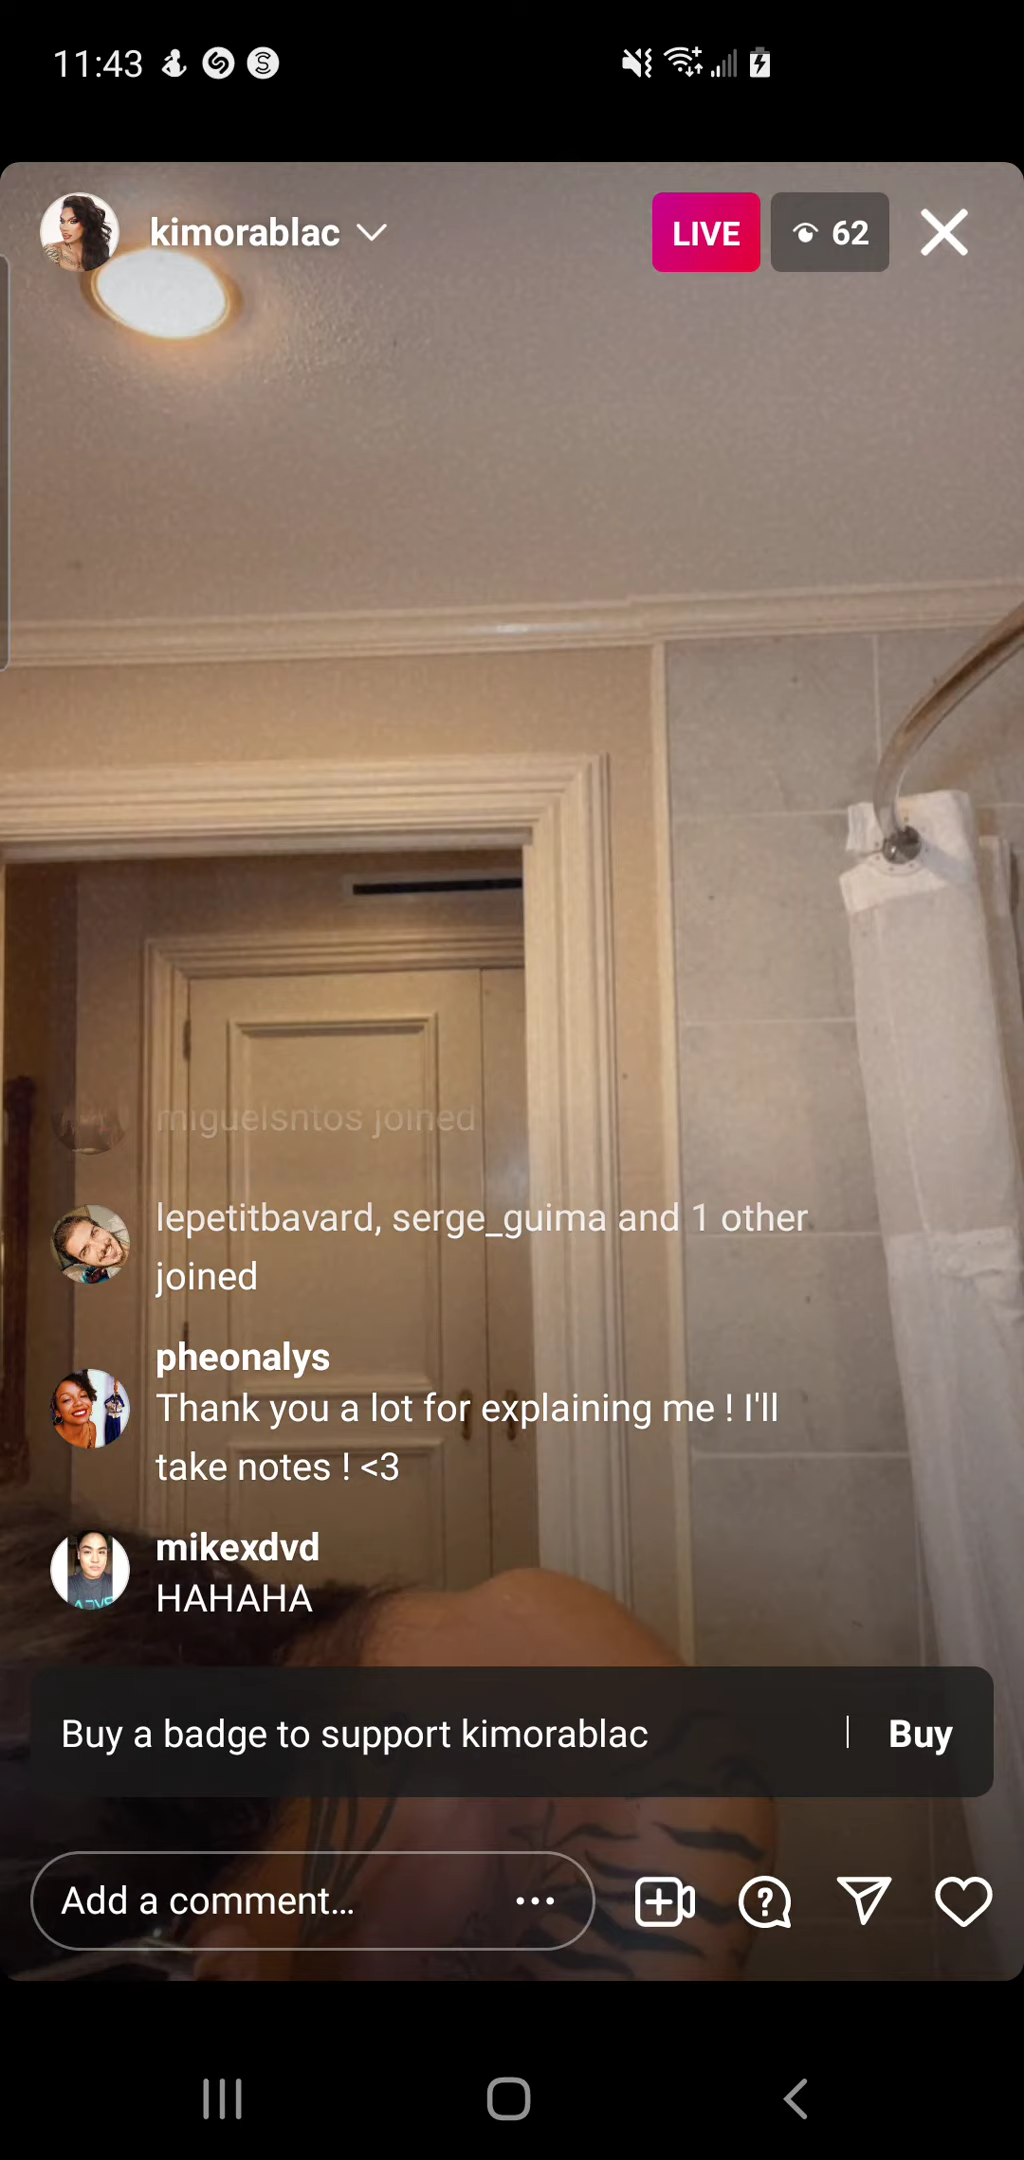 11:43
kimorablac
LIVE
62
miguelsntos joined
lepetitbavard, serge_guima and 1 other
joined
pheonalys
Thank you a lot for explaining me ! I'll
take notes ! <3
mikexdvd
HAHAHA
Buy a badge to support kimorablac | Buy
Add a comment...